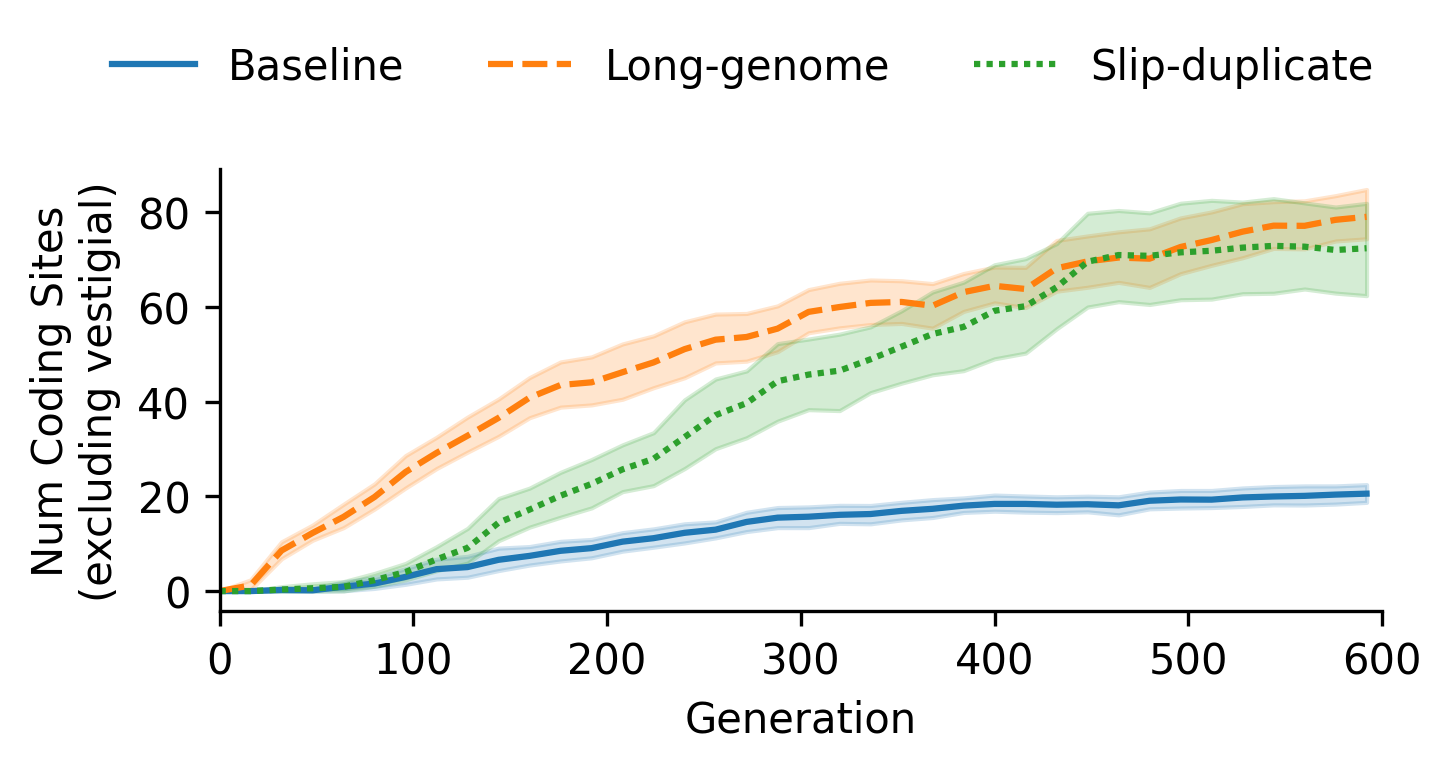 Baseline Long-genome Slip-duplicate
Num Coding Sites
(excluding vestigial)
80
60
40
20
0
0 100 200 300 400 500 600
Generation